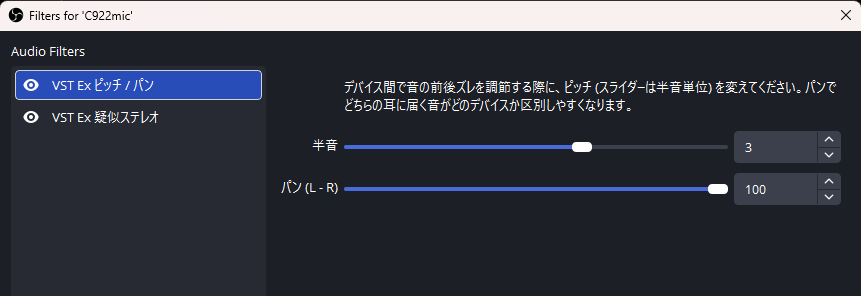 Filters for 'C922mic'
Audio Filters
VST Ex ピッチ / パン
VST Ex 疑似ステレオ
デバイス間で音の前後ズレを調節する際に、ピッチ (スライダーは半音単位) を変えてください。パンで
どちらの耳に届く音がどのデバイスか区別しやすくなります。
半音
3
パン (L - R)
100